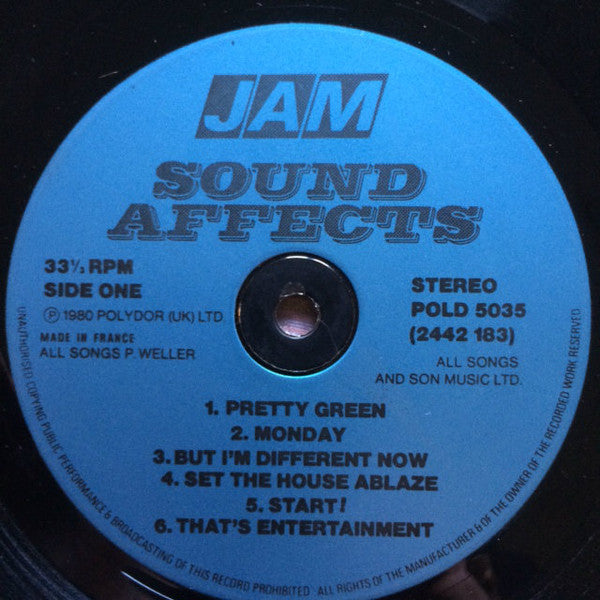 JAM
SOUND
AFFECTS
33⅓ RPM
SIDE ONE
Ⓟ 1980 POLYDOR (UK) LTD
MADE IN FRANCE
ALL SONGS P. WELLER
STEREO
POLD 5035
(2442 183)
ALL SONGS
AND SON MUSIC LTD.
1. PRETTY GREEN
2. MONDAY
3. BUT I'M DIFFERENT NOW
4. SET THE HOUSE ABLAZE
5. START!
6. THAT'S ENTERTAINMENT
UNAUTHORISED COPYING PUBLIC PERFORMANCE & BROADCASTING OF THIS RECORD PROHIBITED ALL RIGHTS OF THE MANUFACTURER & OF THE OWNER OF THE RECORDED WORK RESERVED